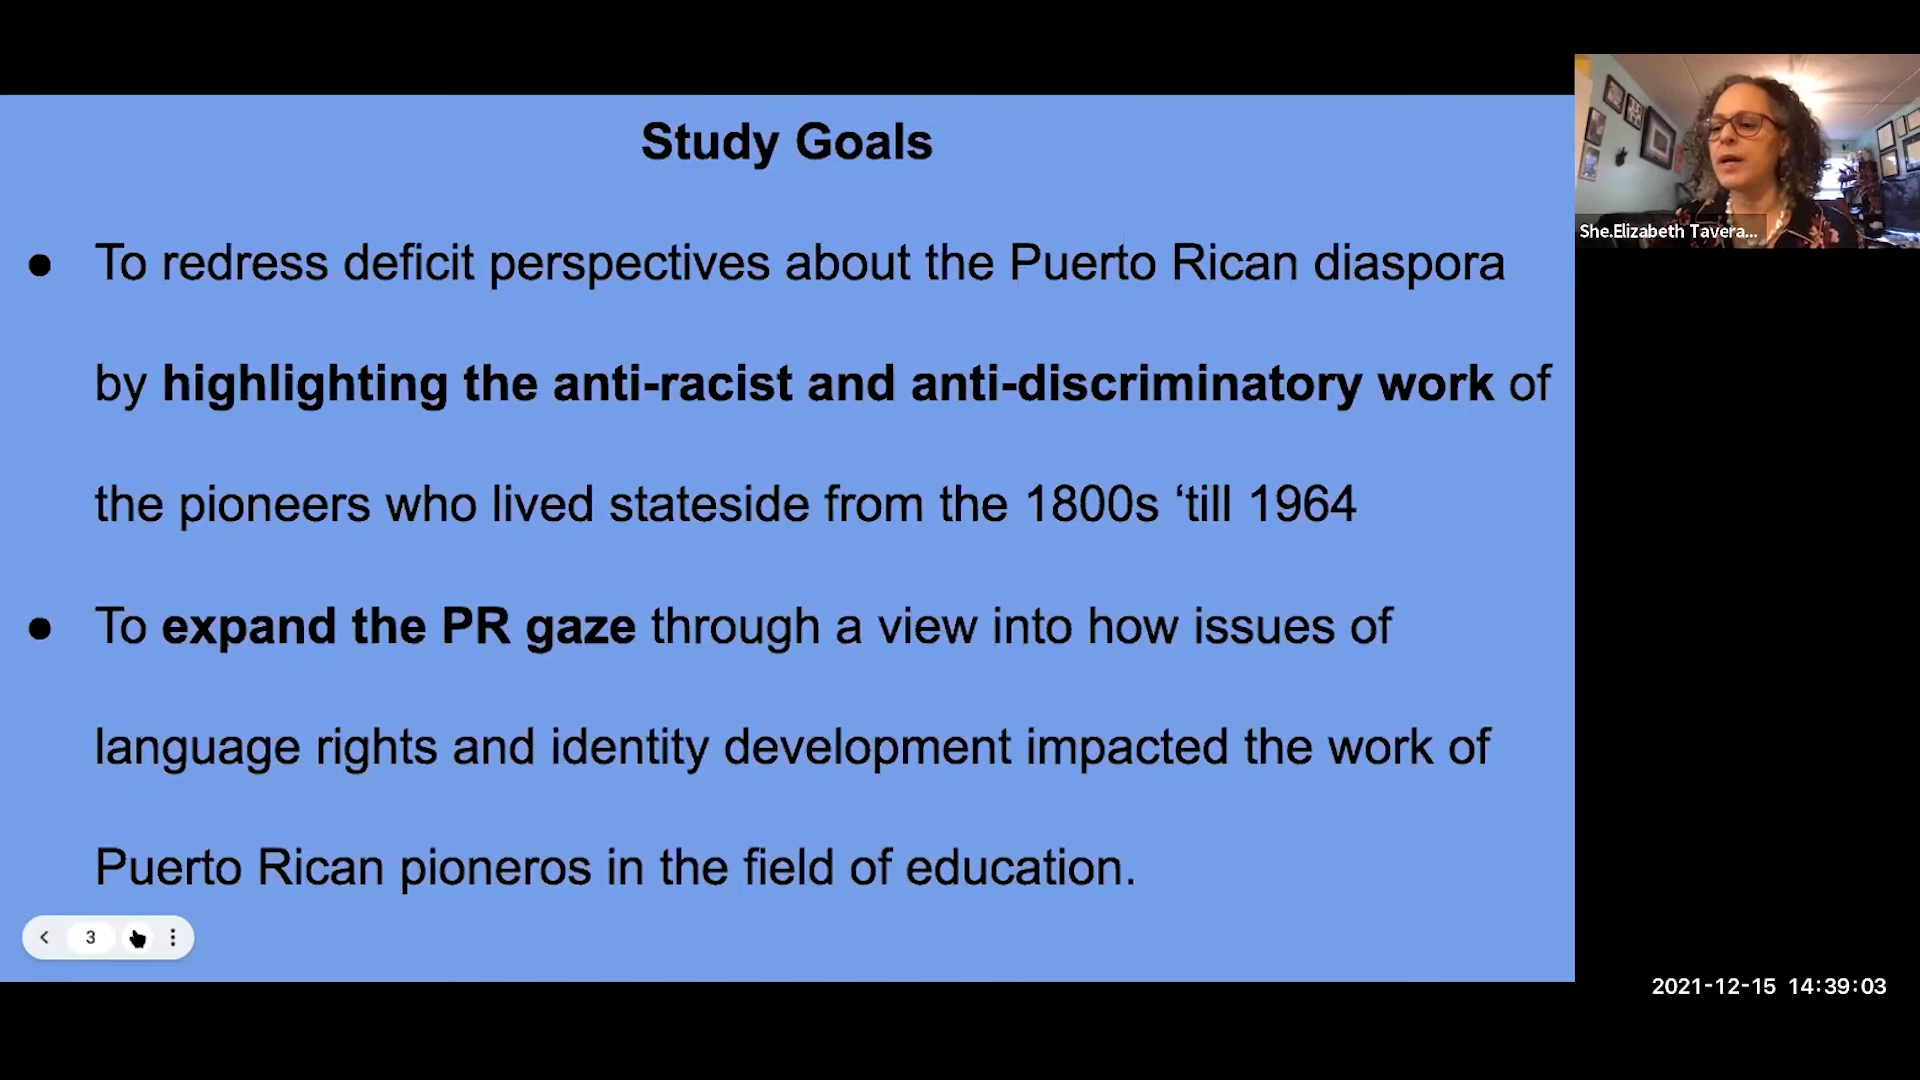 Study Goals
● To redress deficit perspectives about the Puerto Rican diaspora
by highlighting the anti-racist and anti-discriminatory work of
the pioneers who lived stateside from the 1800s ‘till 1964
● To expand the PR gaze through a view into how issues of
language rights and identity development impacted the work of
Puerto Rican pioneros in the field of education.
3
She.Elizabeth Tavera...
2021-12-15 14:39:03